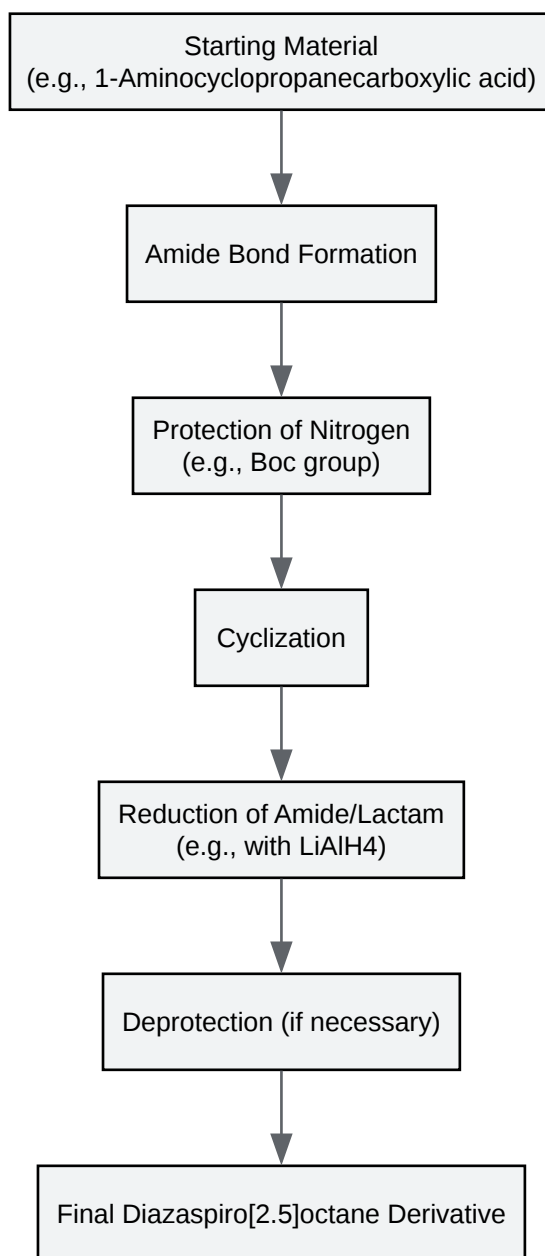 Starting Material
(e.g., 1-Aminocyclopropanecarboxylic acid)
Amide Bond Formation
Protection of Nitrogen
(e.g., Boc group)
Cyclization
Reduction of Amide/Lactam
(e.g., with LiAlH4)
Deprotection (if necessary)
Final Diazaspiro[2.5]octane Derivative